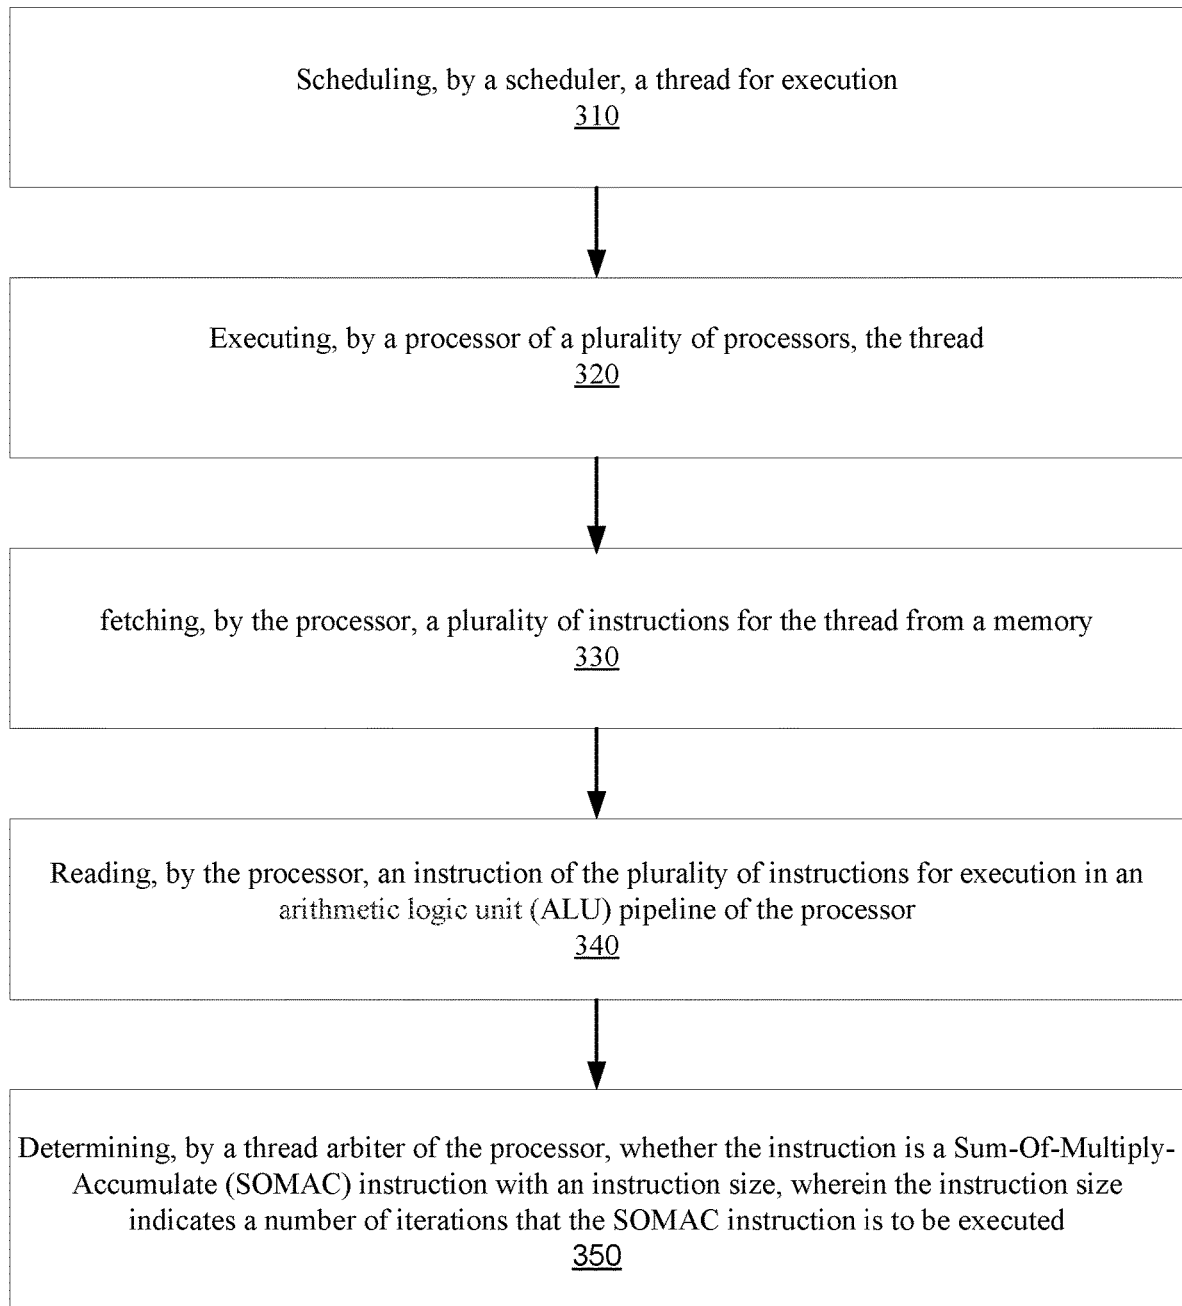 Scheduling, by a scheduler, a thread for execution
310
Executing, by a processor of a plurality of processors, the thread
320
fetching, by the processor, a plurality of instructions for the thread from a memory
330
Reading, by the processor, an instruction of the plurality of instructions for execution in an
arithmetic logic unit (ALU) pipeline of the processor
340
Determining, by a thread arbiter of the processor, whether the instruction is a Sum-Of-Multiply-
Accumulate (SOMAC) instruction with an instruction size, wherein the instruction size
indicates a number of iterations that the SOMAC instruction is to be executed
350